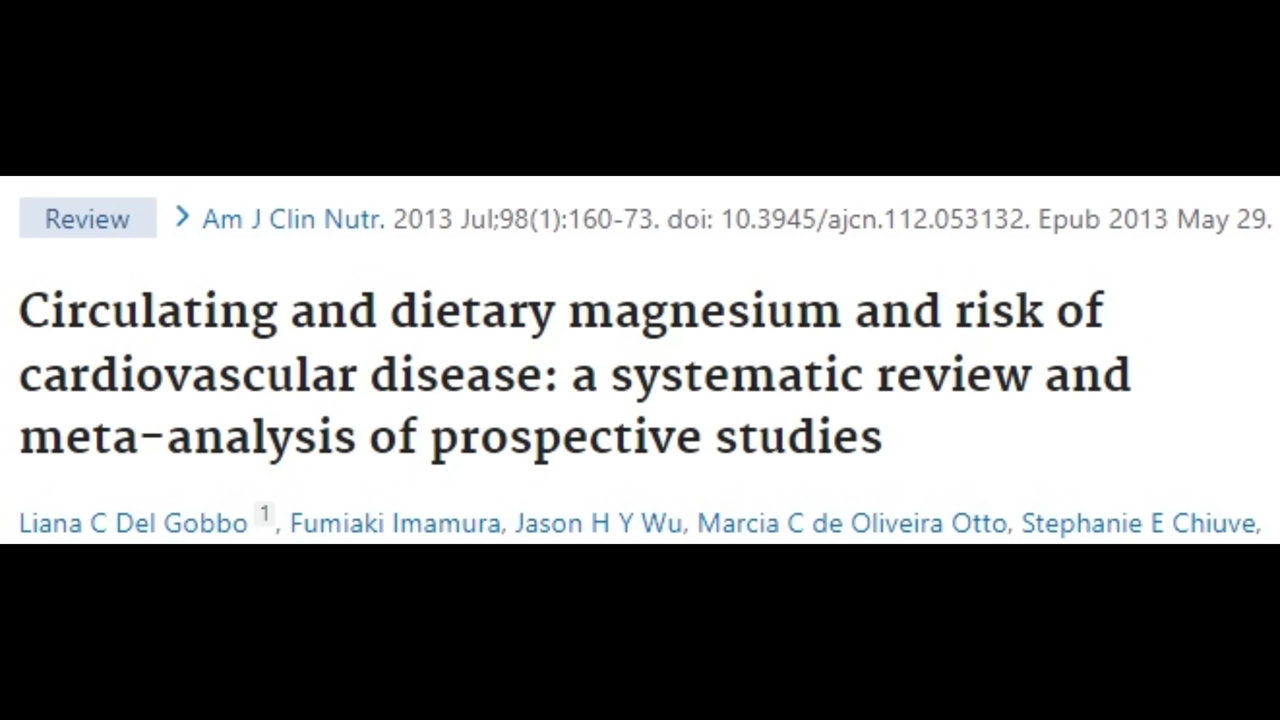 Review > Am J Clin Nutr. 2013 Jul;98(1):160-73. doi: 10.3945/ajcn.112.053132. Epub 2013 May 29.
Circulating and dietary magnesium and risk of
cardiovascular disease: a systematic review and
meta-analysis of prospective studies
Liana C Del Gobbo 1, Fumiaki Imamura, Jason H Y Wu, Marcia C de Oliveira Otto, Stephanie E Chiuve,